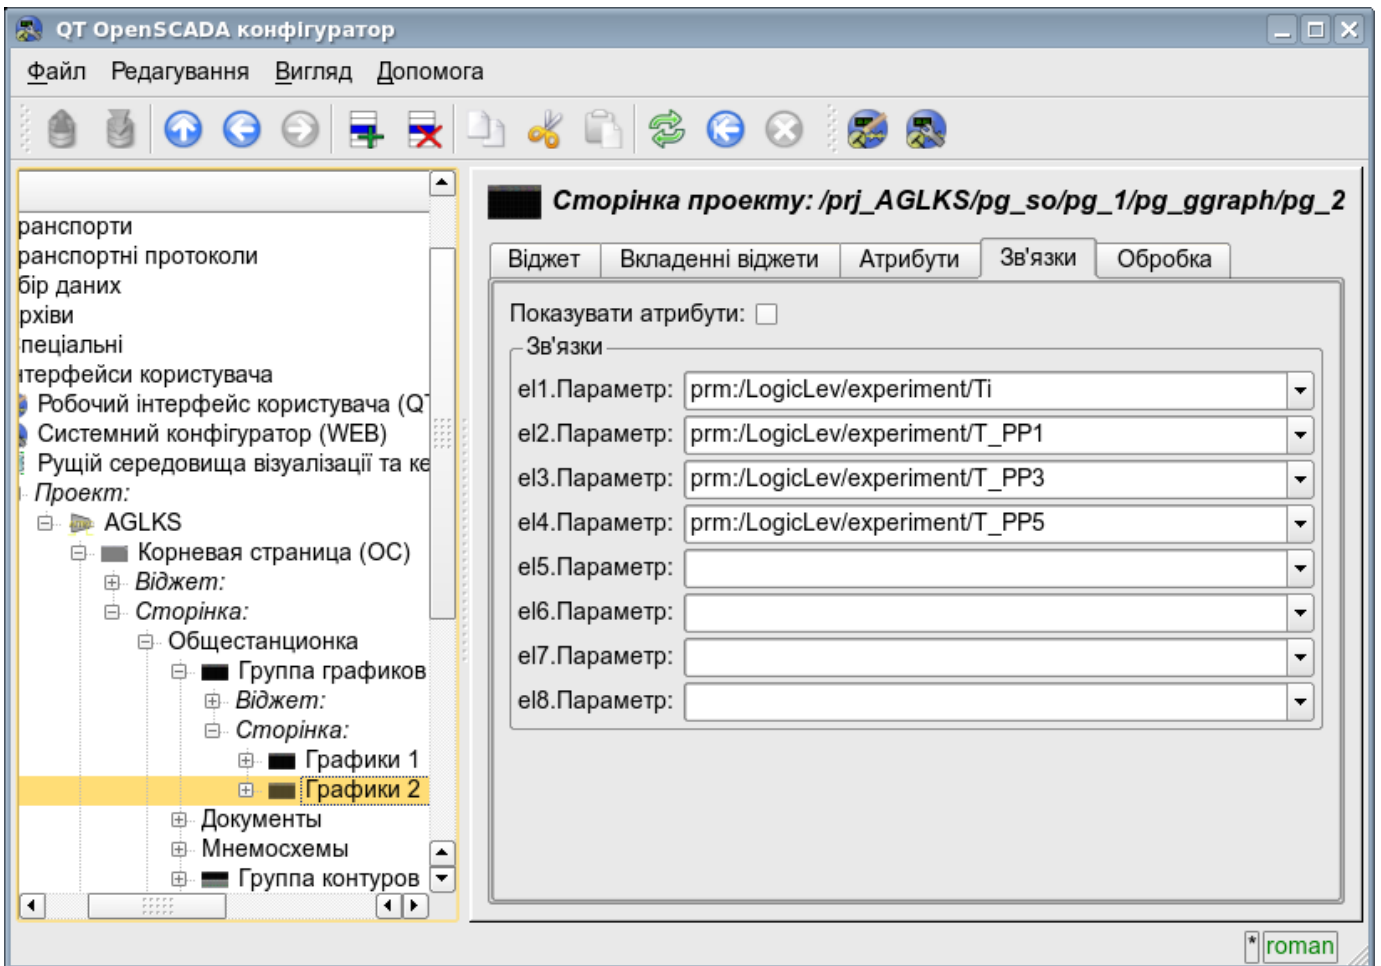 QT OpenSCADA конфігуратор
Файл Редагування Вигляд Допомога
ранспорти
ранспортні протоколи
бір даних
рхіви
пеціальні
нтерфейси користувача
Робочий інтерфейс користувача (QT
Системний конфігуратор (WEB)
Рущій середовища візуалізації та ке
Проект:
AGLKS
Корневая страница (ОС)
Віджет:
Сторінка:
Общестанционка
Группа графиков
Віджет:
Сторінка:
Графики 1
Графики 2
Документы
Мнемосхемы
Группа контуров
Сторінка проекту: /prj_AGLKS/pg_so/pg_1/pg_ggraph/pg_2
Віджет Вкладенні віджети Атрибути Зв'язки Обробка
Показувати атрибути:
Зв'язки
el1.Параметр: prm:/LogicLev/experiment/Ti
el2.Параметр: prm:/LogicLev/experiment/T_PP1
el3.Параметр: prm:/LogicLev/experiment/T_PP3
el4.Параметр: prm:/LogicLev/experiment/T_PP5
el5.Параметр:
el6.Параметр:
el7.Параметр:
el8.Параметр:
* roman